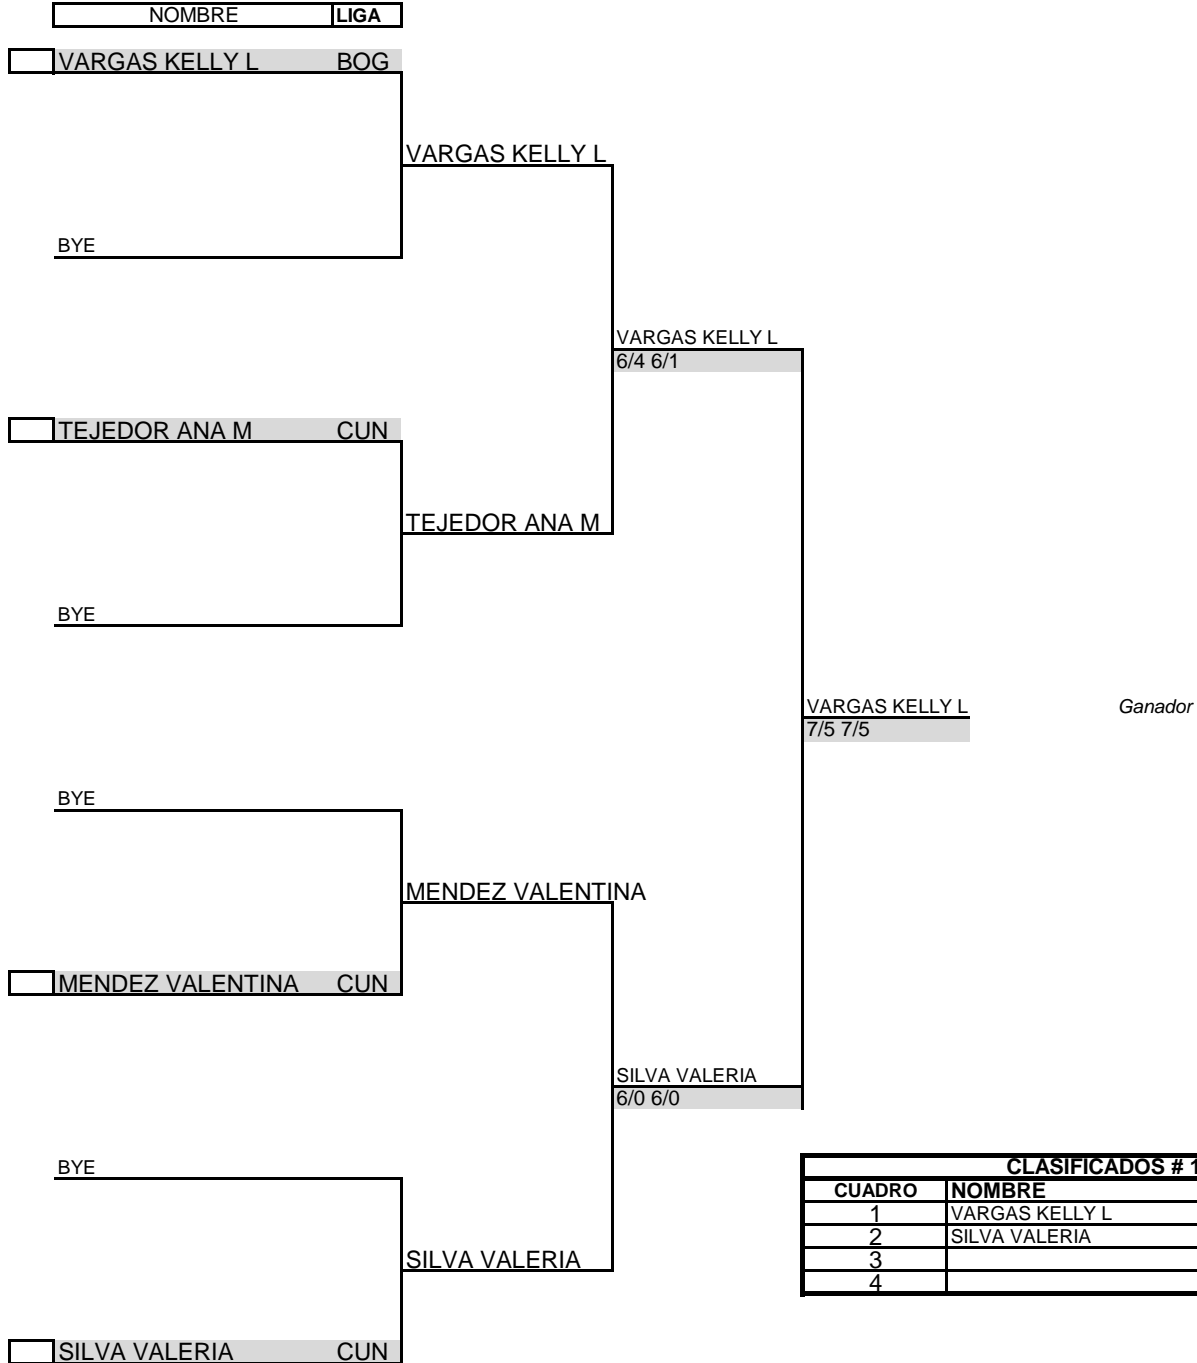 NOMBRE LIGA
VARGAS KELLY L BOG
VARGAS KELLY L
BYE
VARGAS KELLY L
6/4 6/1
TEJEDOR ANA M CUN
TEJEDOR ANA M
BYE
VARGAS KELLY L Ganador
7/5 7/5
BYE
MENDEZ VALENTINA
MENDEZ VALENTINA CUN
SILVA VALERIA
6/0 6/0
BYE
CLASIFICADOS # 1
CUADRO NOMBRE
1 VARGAS KELLY L
2 SILVA VALERIA
3
4
SILVA VALERIA
SILVA VALERIA CUN